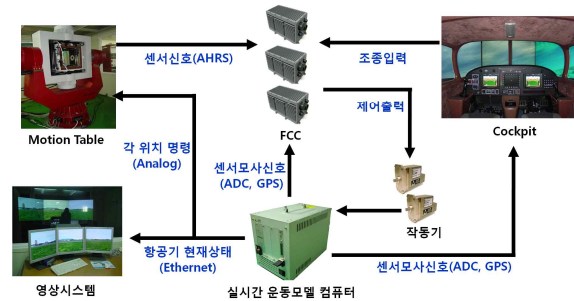 센서신호(AHRS)
조종입력
제어출력
Motion Table
FCC
Cockpit
각 위치 명령
(Analog)
센서모사신호
(ADC, GPS)
작동기
항공기 현재상태
(Ethernet)
센서모사신호(ADC, GPS)
영상시스템
실시간 운동모델 컴퓨터